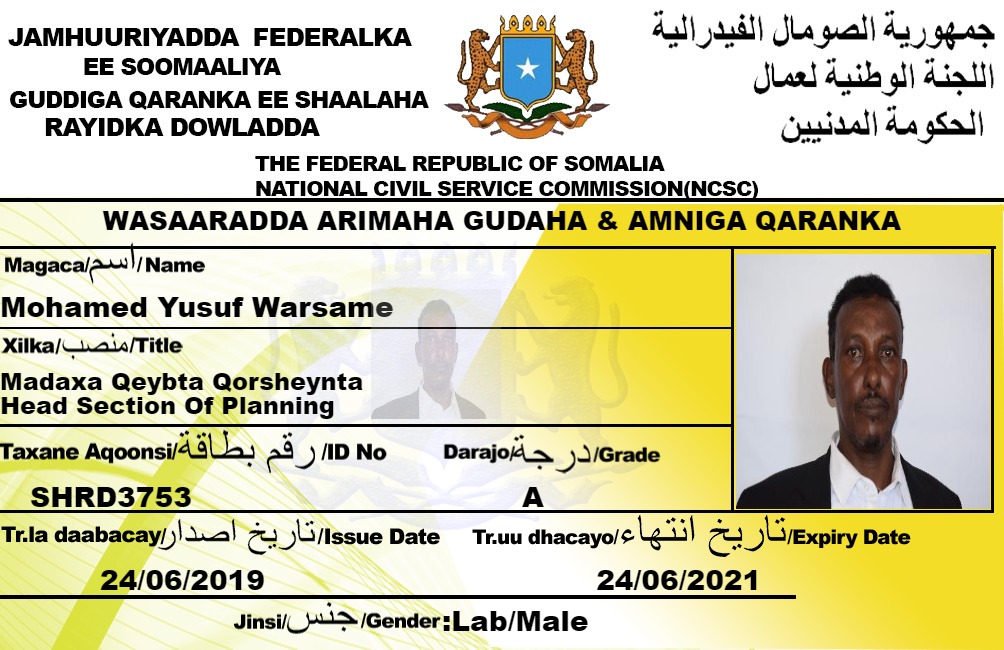 JAMHUURIYADDA FEDERALKA
EE SOOMAALIYA
GUDDIGA QARANKA EE SHAALAHA
RAYIDKA DOWLADDA
جمهورية الصومال الفيدرالية
اللجنة الوطنية لعمال
الحكومة المدنيين
THE FEDERAL REPUBLIC OF SOMALIA
NATIONAL CIVIL SERVICE COMMISSION(NCSC)
WASAARADDA ARIMAHA GUDAHA & AMNIGA QARANKA
Magaca/اسم/Name
Mohamed Yusuf Warsame
Xilka/منصب/Title
Madaxa Qeybta Qorsheynta
Head Section Of Planning
Taxane Aqoonsi/رقم بطاقة/ID No
SHRD3753
Darajo/درجة/Grade
A
Tr.la daabacay/تاريخ اصدار/Issue Date
24/06/2019
Tr.uu dhacayo/تاريخ انتهاء/Expiry Date
24/06/2021
Jinsi/جنس/Gender:Lab/Male